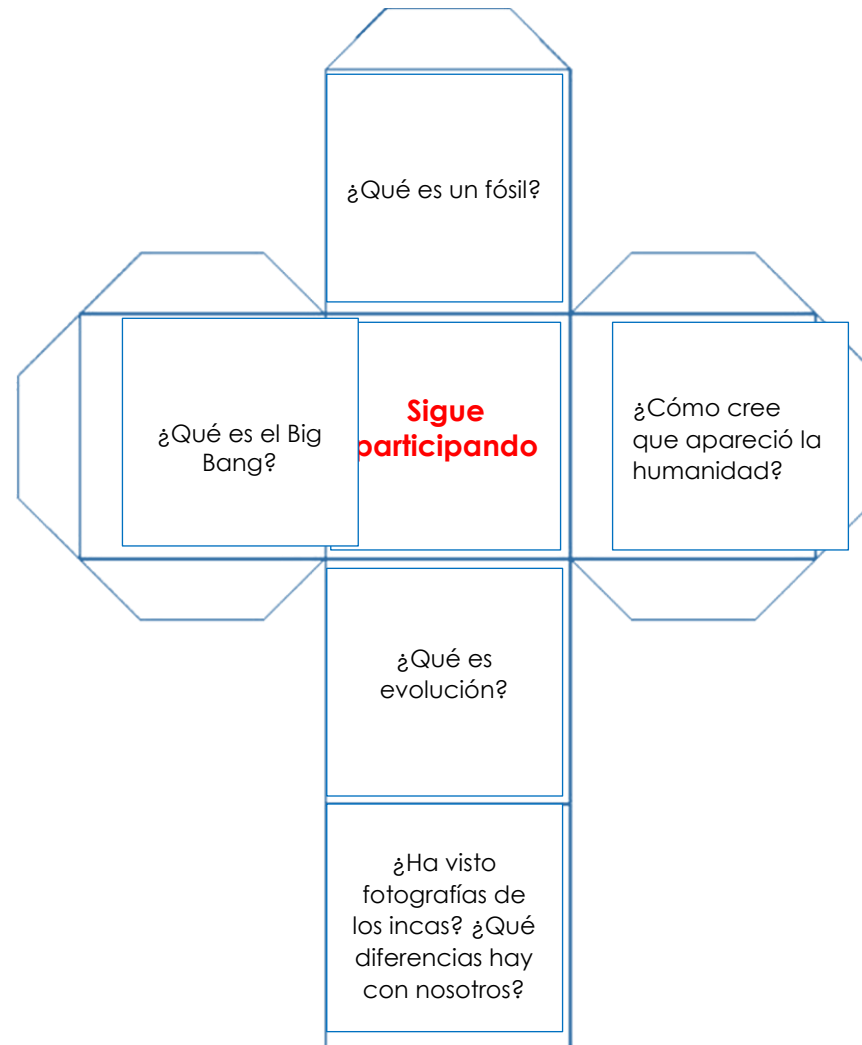 ¿Qué es un fósil?
¿Qué es el Big
Bang?
Sigue
participando
¿Cómo cree
que apareció la
humanidad?
¿Qué es
evolución?
¿Ha visto
fotografías de
los incas? ¿Qué
diferencias hay
con nosotros?